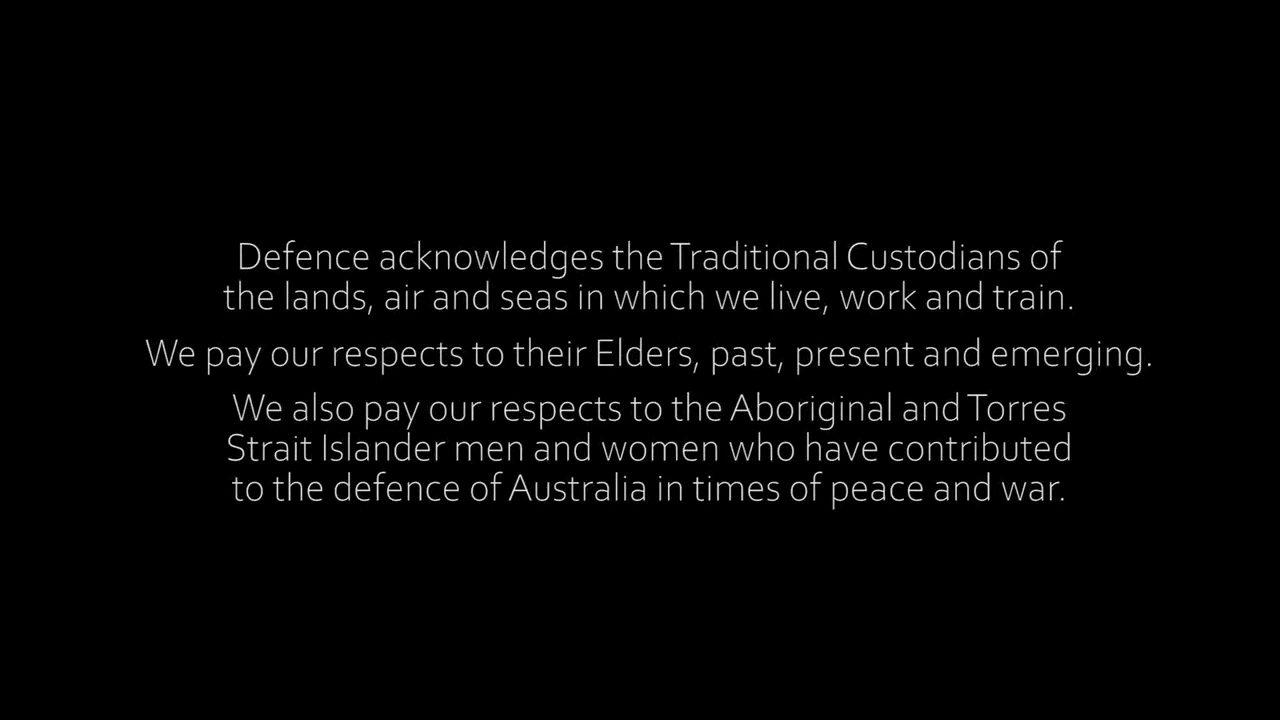 Defence acknowledges the Traditional Custodians of
the lands, air and seas in which we live, work and train.
We pay our respects to their Elders, past, present and emerging.
We also pay our respects to the Aboriginal and Torres
Strait Islander men and women who have contributed
to the defence of Australia in times of peace and war.